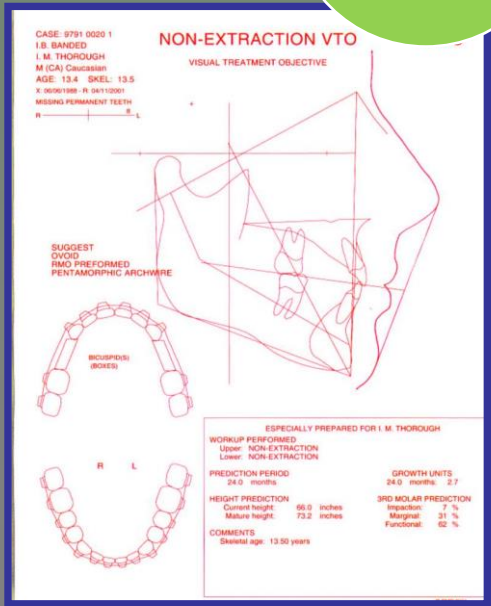 CASE: 9791 0020 1
I.B. BANDED
I. M. THOROUGH
M (CA) Caucasian
AGE: 13.4 SKEL: 13.5
X: 06/06/1988 - R: 04/11/2001
MISSING PERMANENT TEETH
8
R L
NON-EXTRACTION VTO
VISUAL TREATMENT OBJECTIVE
SUGGEST
OVOID
RMO PREFORMED
PENTAMORPHIC ARCHWIRE
BICUSPID(S)
(BOXES)
R L
ESPECIALLY PREPARED FOR I. M. THOROUGH
WORKUP PERFORMED
Upper: NON-EXTRACTION
Lower: NON-EXTRACTION
PREDICTION PERIOD
24.0 months
GROWTH UNITS
24.0 months: 2.7
HEIGHT PREDICTION
Current height: 66.0 inches
Mature height: 73.2 inches
3RD MOLAR PREDICTION
Impaction: 7 %
Marginal: 31 %
Functional: 62 %
COMMENTS
Skeletal age: 13.50 years